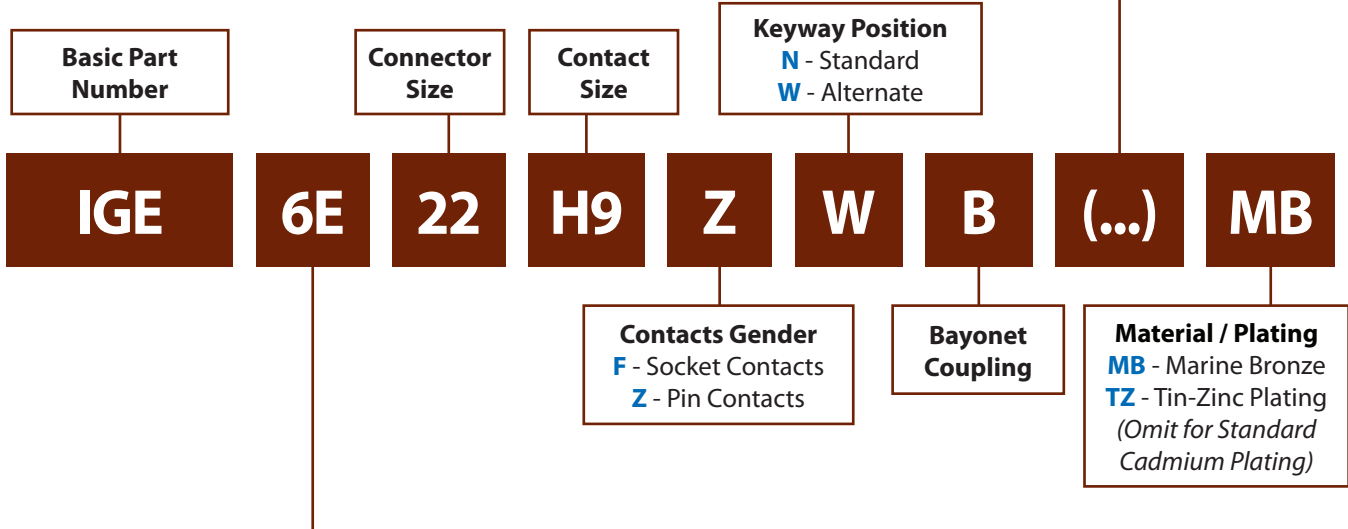 Basic Part
Number
Connector
Size
Contact
Size
Keyway Position
N - Standard
W - Alternate
IGE 6E 22 H9 Z W B (...) MB
Contacts Gender
F - Socket Contacts
Z - Pin Contacts
Bayonet
Coupling
Material / Plating
MB - Marine Bronze
TZ - Tin-Zinc Plating
(Omit for Standard
Cadmium Plating)